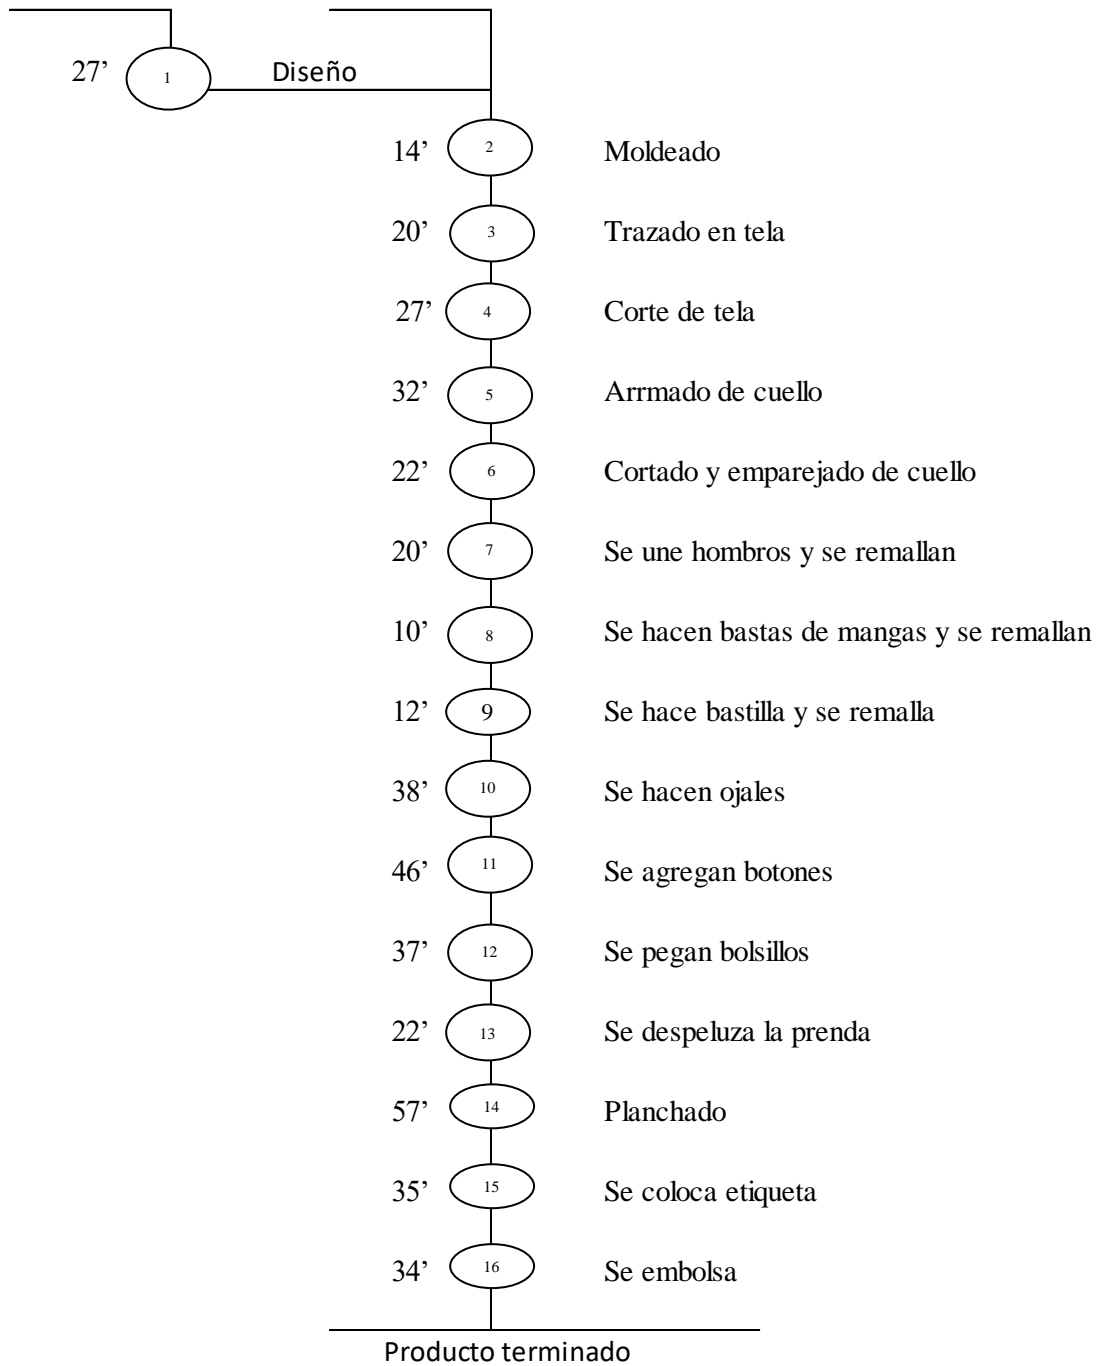 27’ 1 Diseño
14’ 2 Moldeado
20’ 3 Trazado en tela
27’ 4 Corte de tela
32’ 5 Arrmado de cuello
22’ 6 Cortado y emparejado de cuello
20’ 7 Se une hombros y se remallan
10’ 8 Se hacen bastas de mangas y se remallan
12’ 9 Se hace bastilla y se remalla
38’ 10 Se hacen ojales
46’ 11 Se agregan botones
37’ 12 Se pegan bolsillos
22’ 13 Se despeluza la prenda
57’ 14 Planchado
35’ 15 Se coloca etiqueta
34’ 16 Se embolsa
Producto terminado